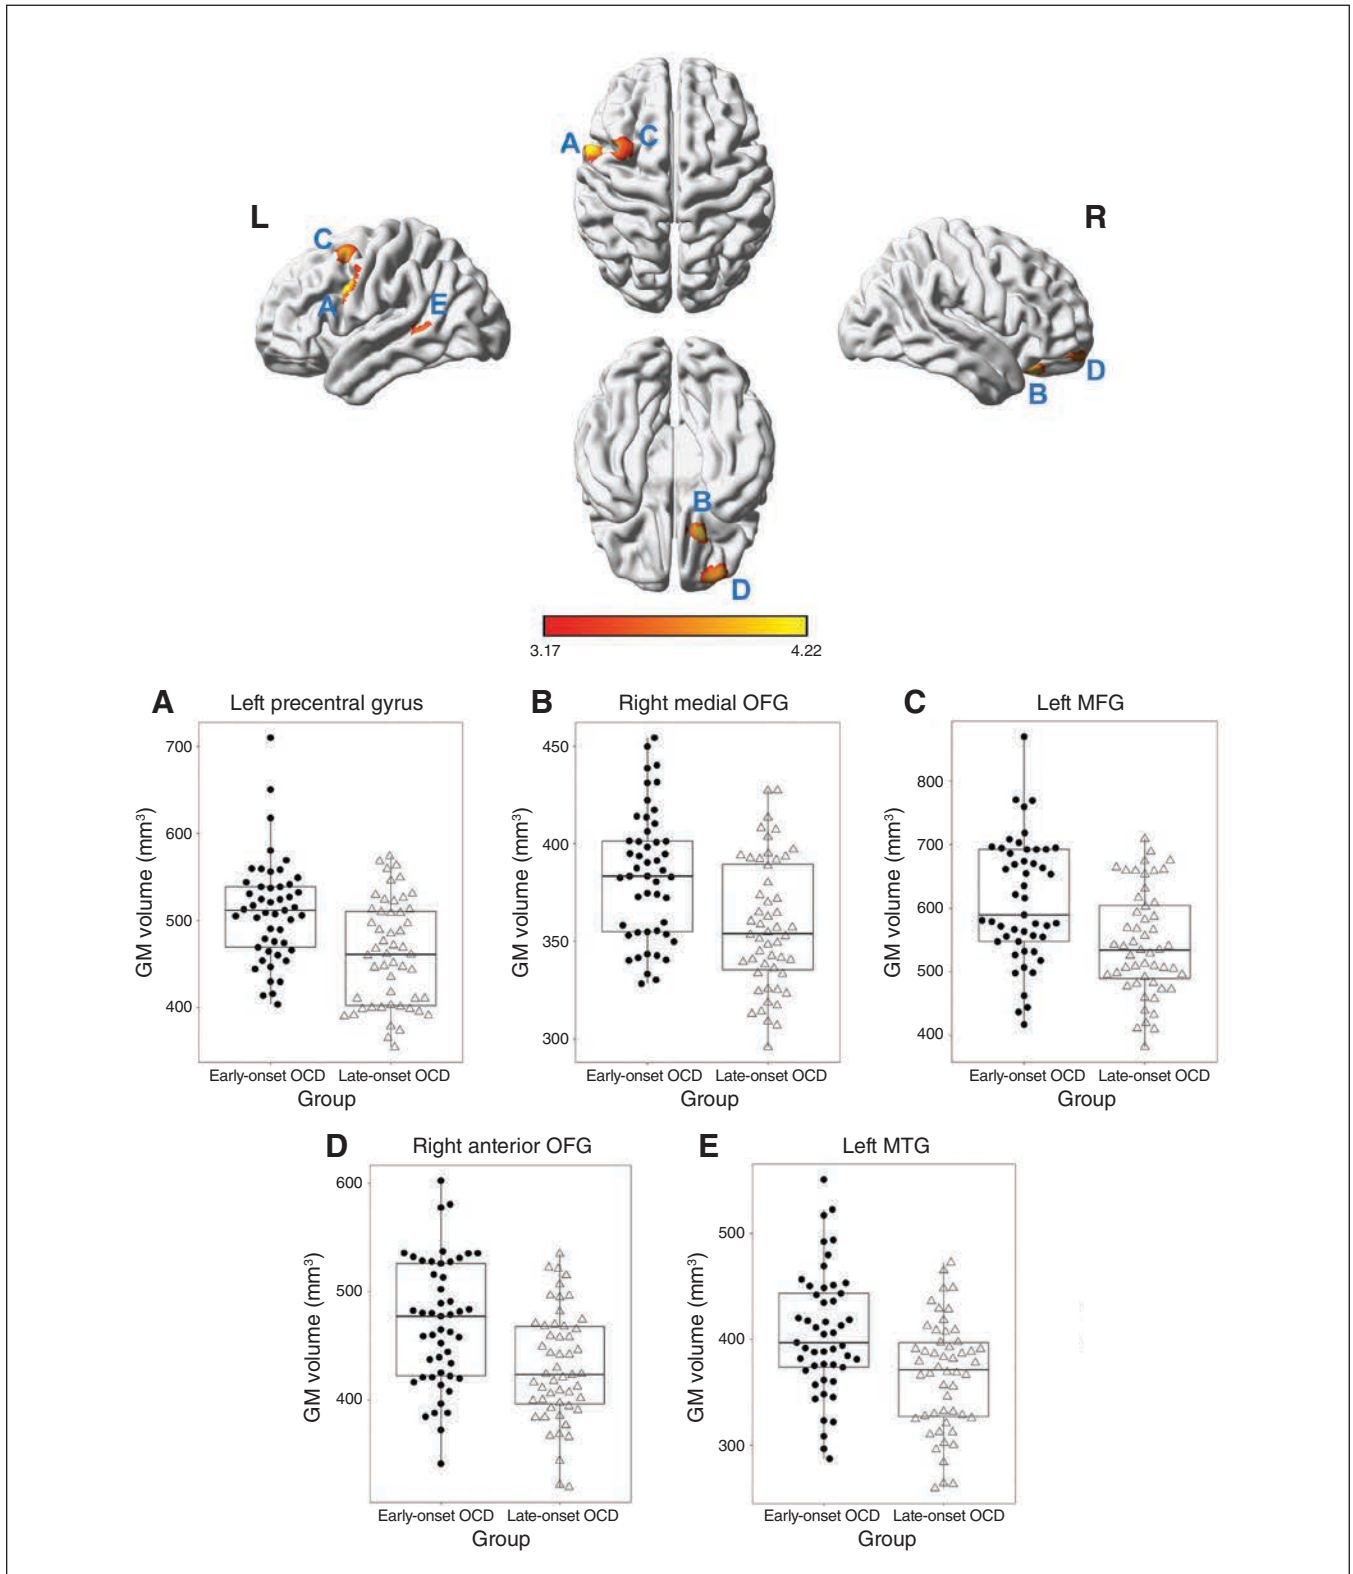 A C
L R
C
A E
B D
B
D
3.17 4.22
A Left precentral gyrus
GM volume (mm³)
700
600
500
400
Early-onset OCD Late-onset OCD
Group
B Right medial OFG
GM volume (mm³)
450
400
350
300
Early-onset OCD Late-onset OCD
Group
C Left MFG
GM volume (mm³)
800
700
600
500
400
Early-onset OCD Late-onset OCD
Group
D Right anterior OFG
GM volume (mm³)
600
500
400
Early-onset OCD Late-onset OCD
Group
E Left MTG
GM volume (mm³)
500
400
300
Early-onset OCD Late-onset OCD
Group